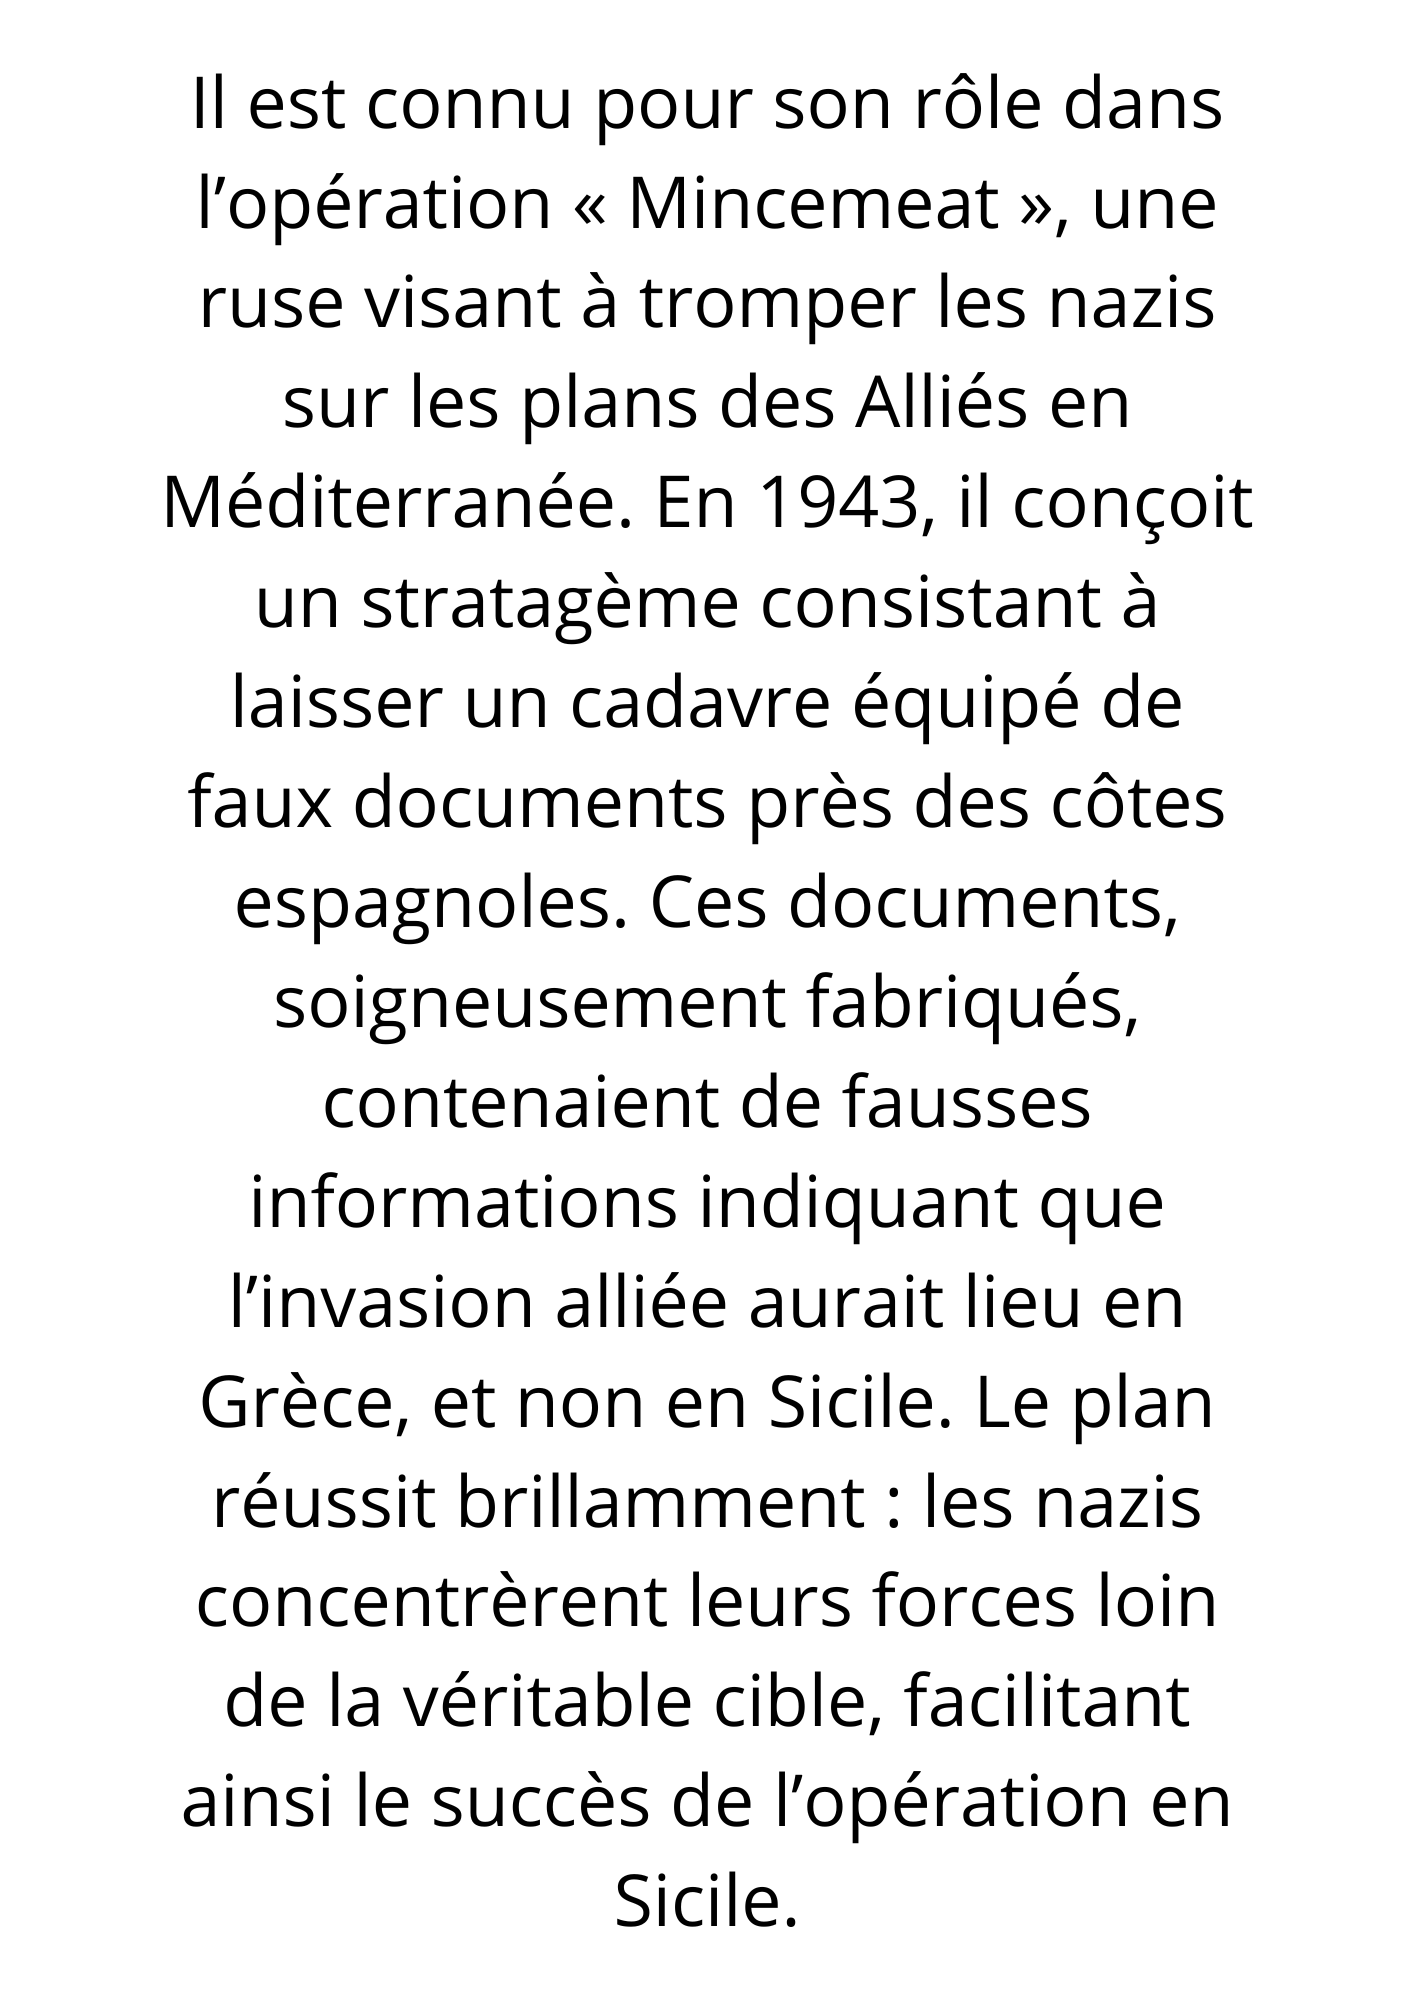 Il est connu pour son rôle dans
l’opération « Mincemeat », une
ruse visant à tromper les nazis
sur les plans des Alliés en
Méditerranée. En 1943, il conçoit
un stratagème consistant à
laisser un cadavre équipé de
faux documents près des côtes
espagnoles. Ces documents,
soigneusement fabriqués,
contenaient de fausses
informations indiquant que
l’invasion alliée aurait lieu en
Grèce, et non en Sicile. Le plan
réussit brillamment : les nazis
concentrèrent leurs forces loin
de la véritable cible, facilitant
ainsi le succès de l’opération en
Sicile.